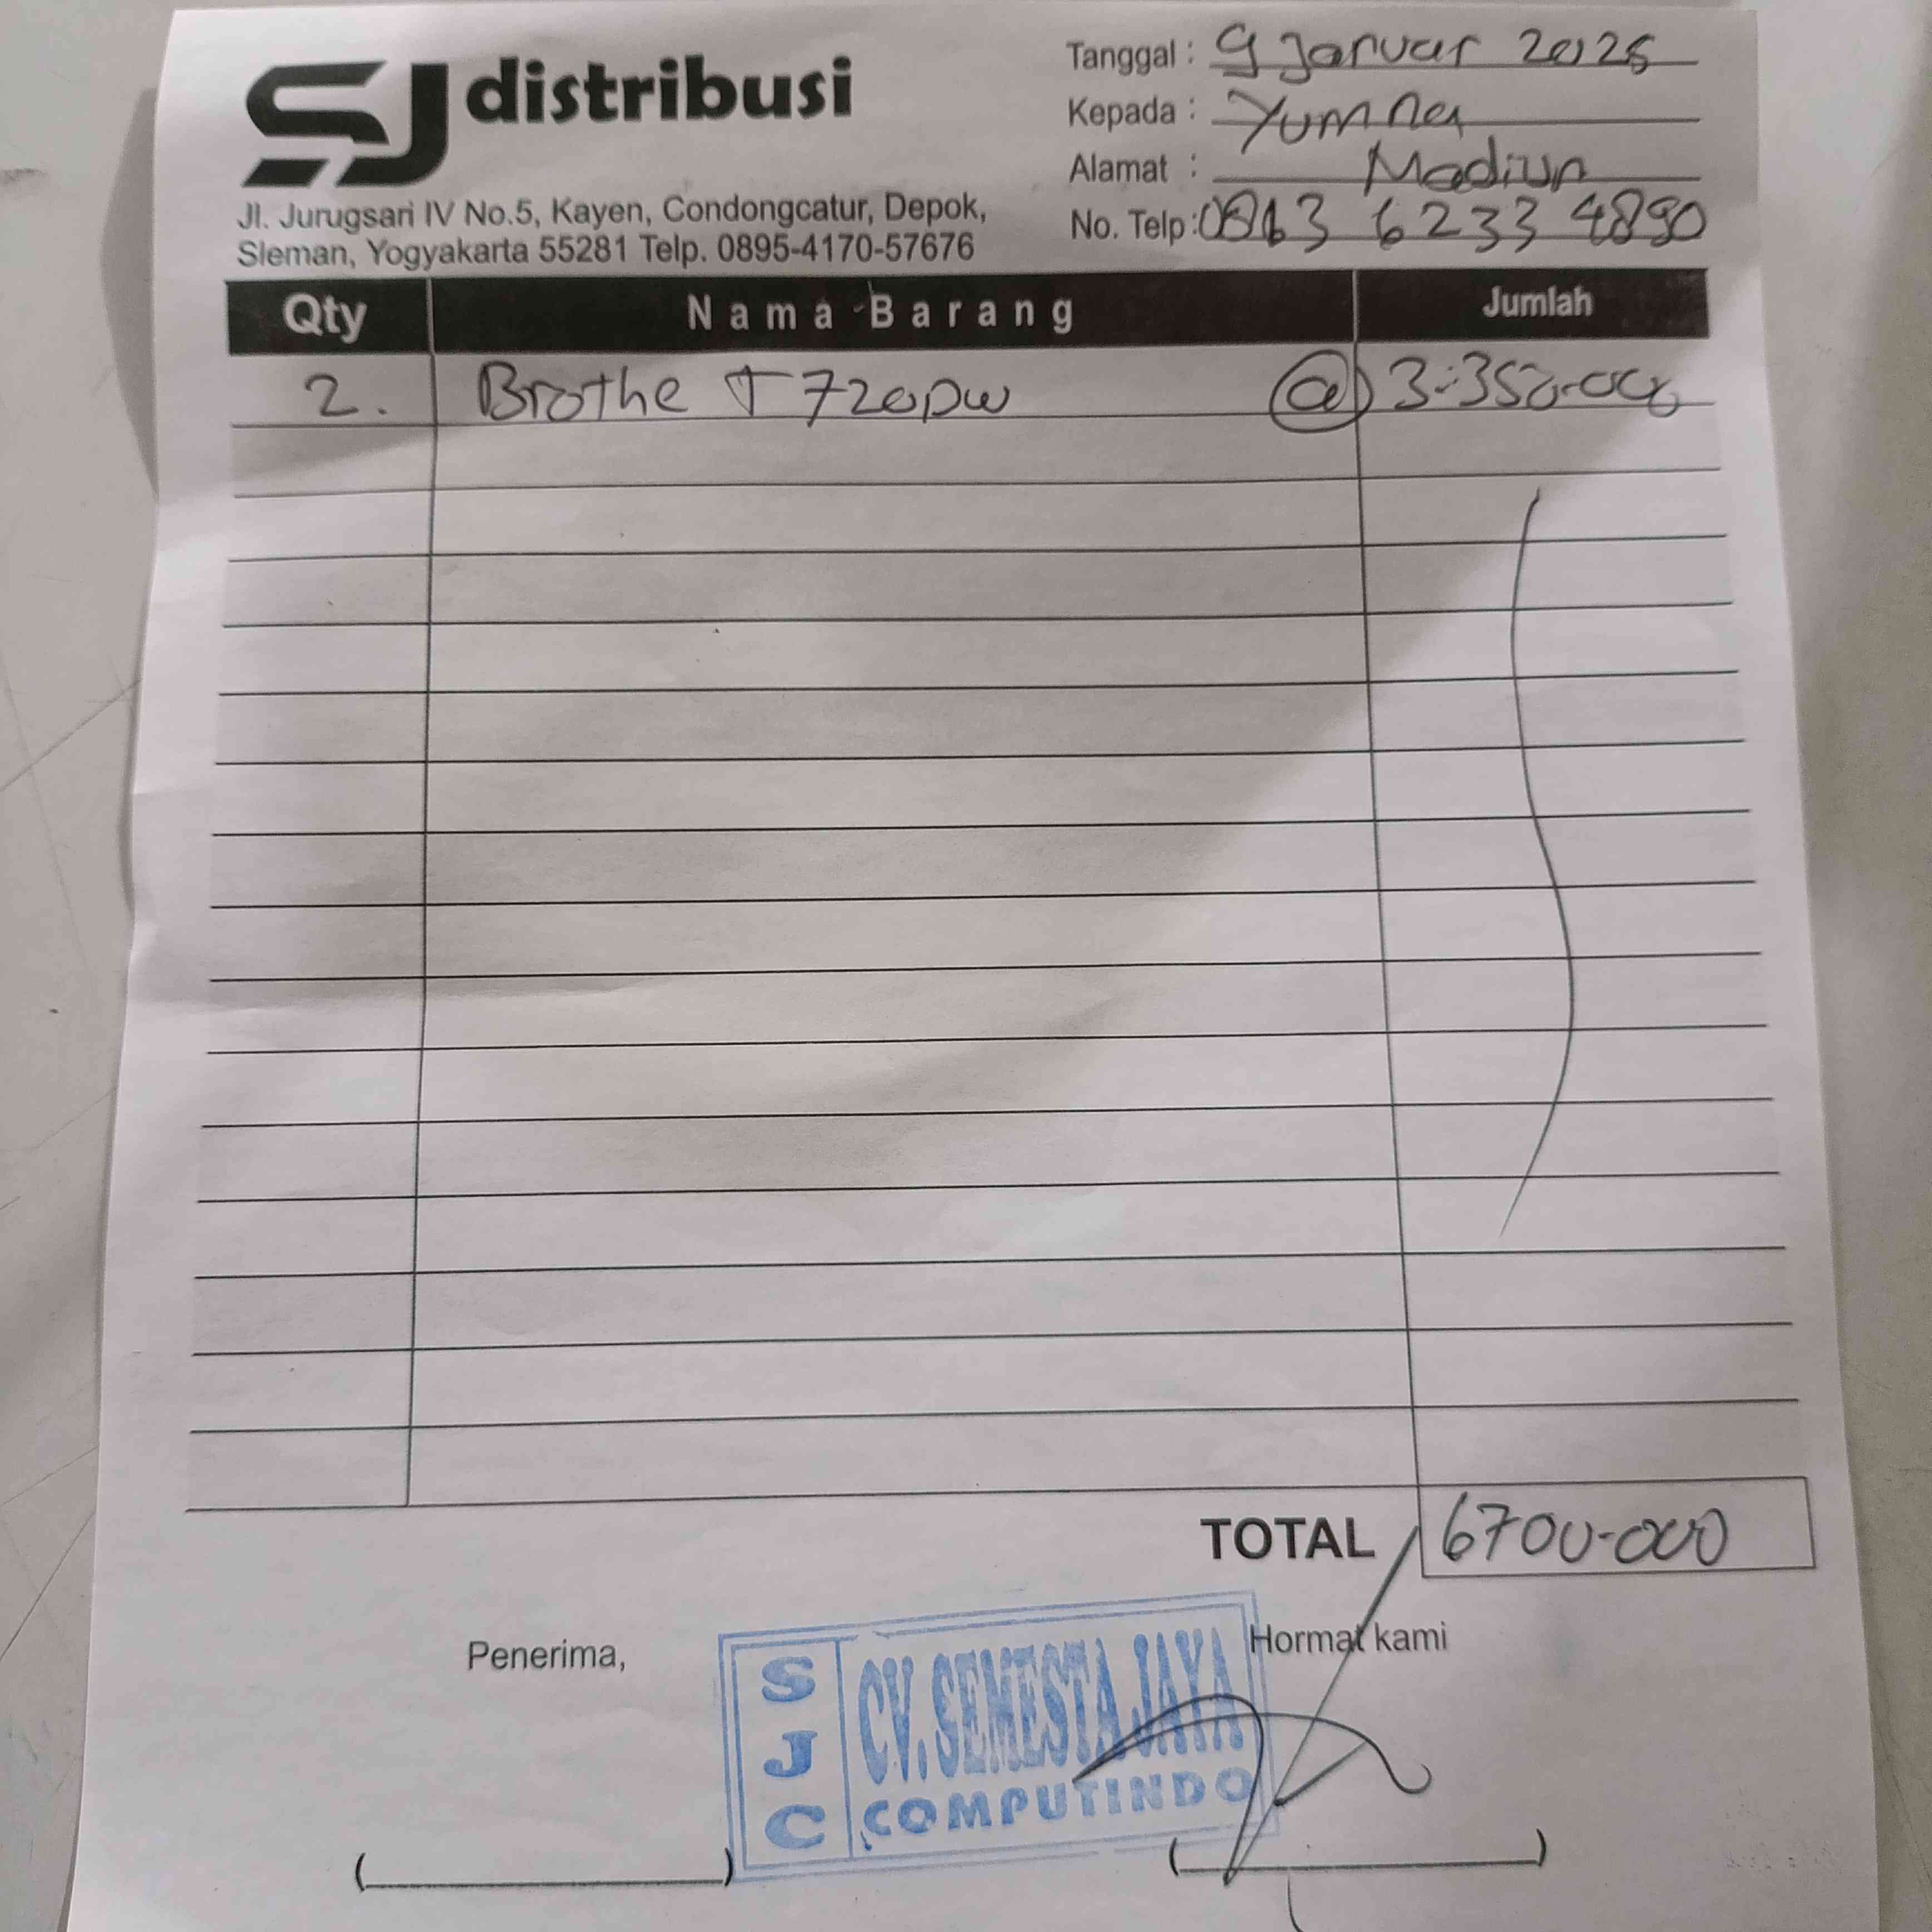 SJ distribusi
Jl. Jurugsari IV No.5, Kayen, Condongcatur, Depok,
Sleman, Yogyakarta 55281 Telp. 0895-4170-57676
Tanggal : 9 Januar 2025
Kepada : Yumna
Alamat : Madiun
No. Telp : 0813 6233 4890
Qty Nama Barang Jumlah
2. Brothe T 720DW @ 3.350.000
TOTAL 6700.000
Penerima,
Hormat kami
SJC
CV. SEMESTA JAYA
COMPUTINDO